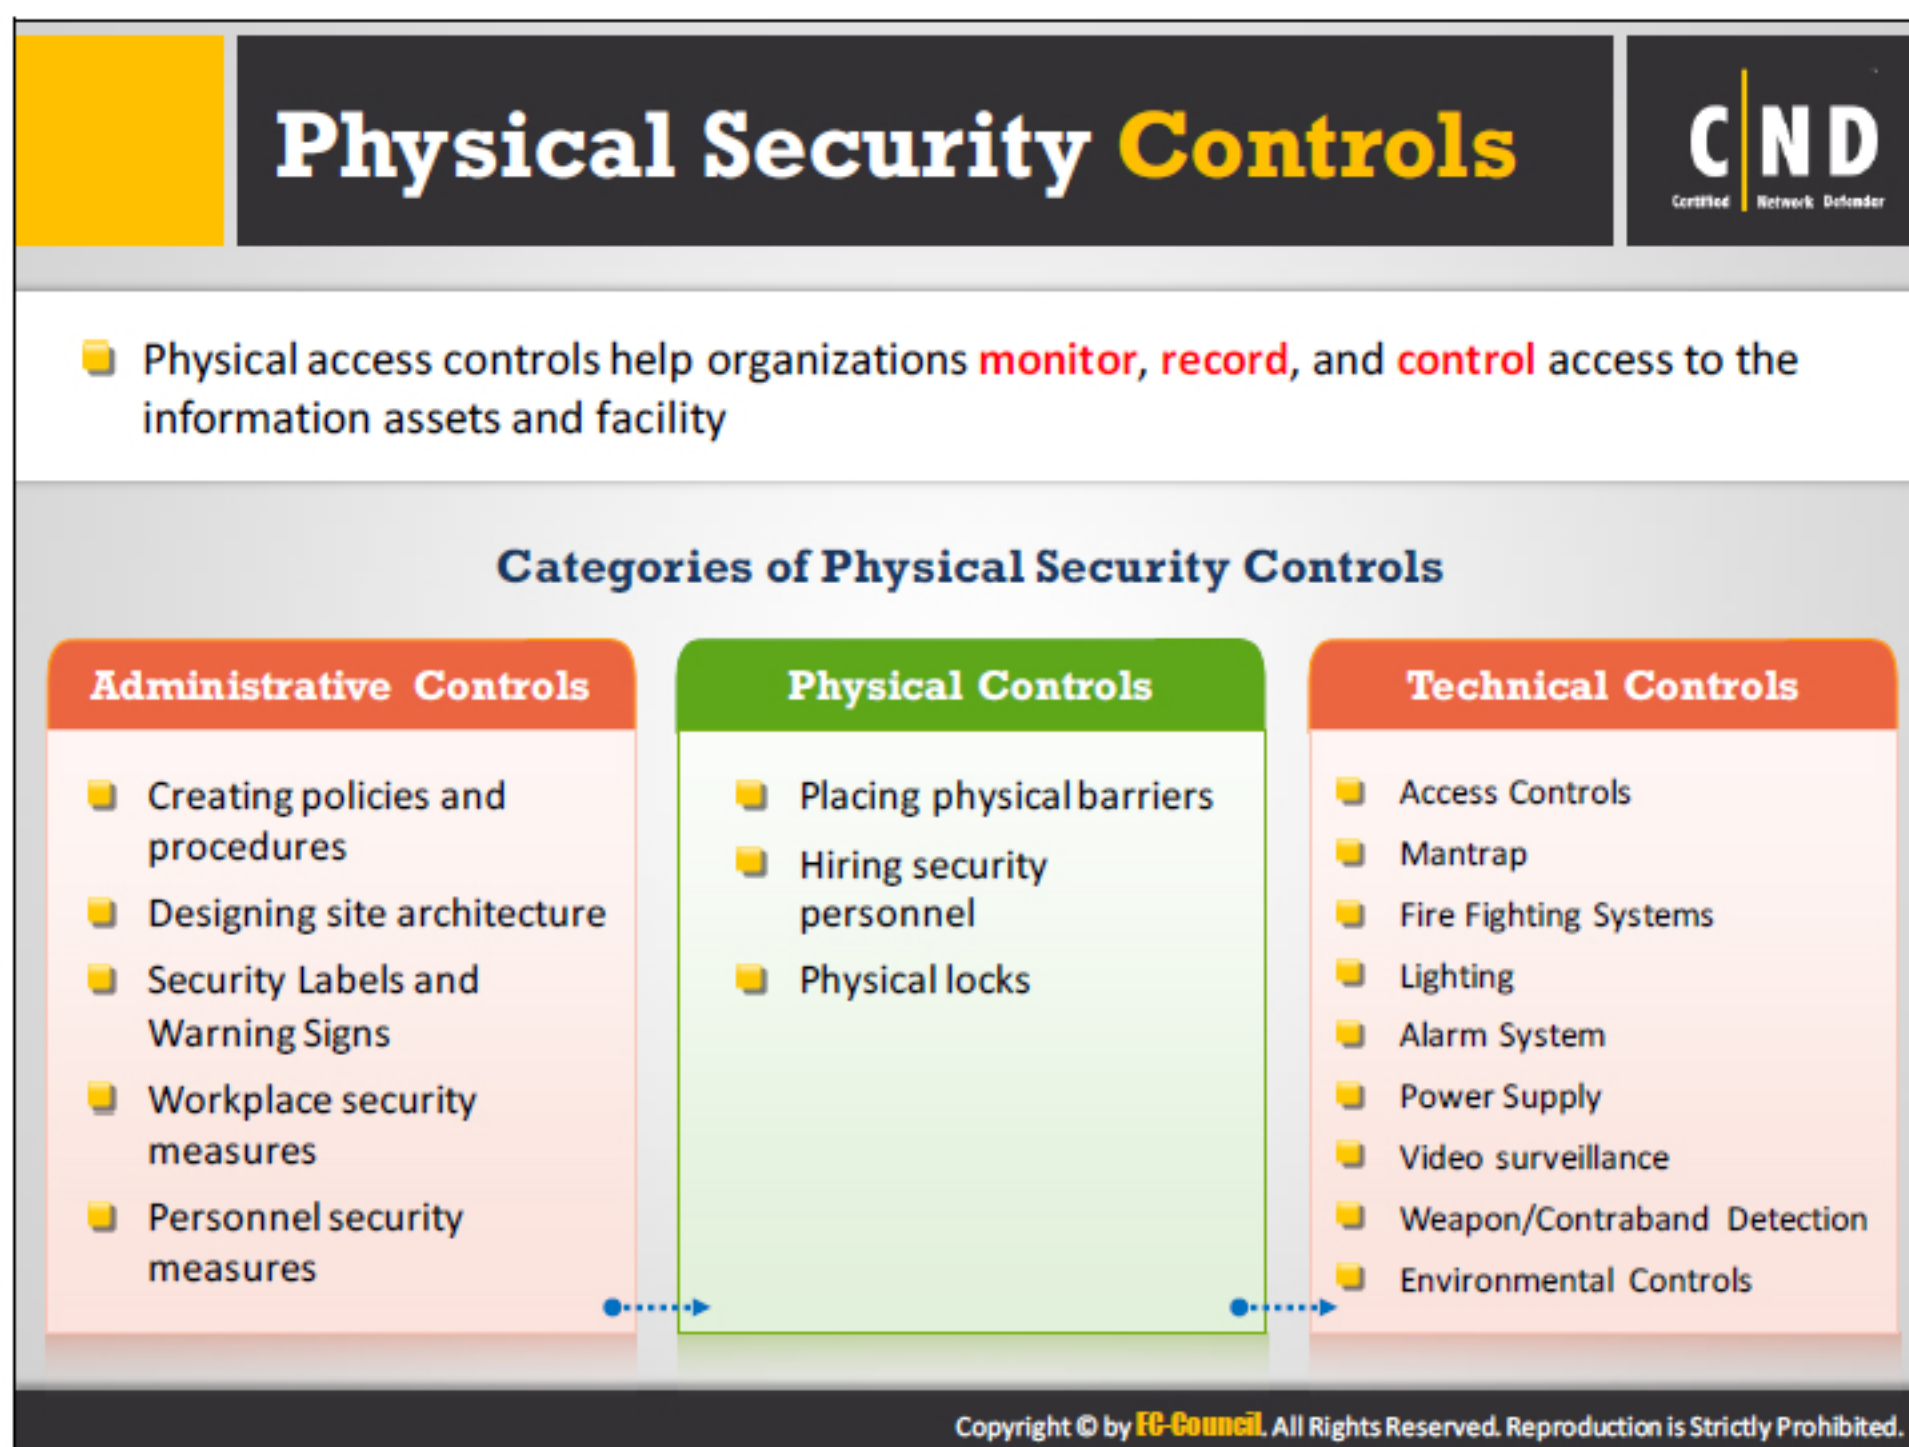 Physical Security Controls
C|ND
Certified Network Defender
Physical access controls help organizations monitor, record, and control access to the
information assets and facility
Categories of Physical Security Controls
Administrative Controls
Creating policies and
procedures
Designing site architecture
Security Labels and
Warning Signs
Workplace security
measures
Personnel security
measures
Physical Controls
Placing physical barriers
Hiring security
personnel
Physical locks
Technical Controls
Access Controls
Mantrap
Fire Fighting Systems
Lighting
Alarm System
Power Supply
Video surveillance
Weapon/Contraband Detection
Environmental Controls
Copyright © by EC-Council. All Rights Reserved. Reproduction is Strictly Prohibited.